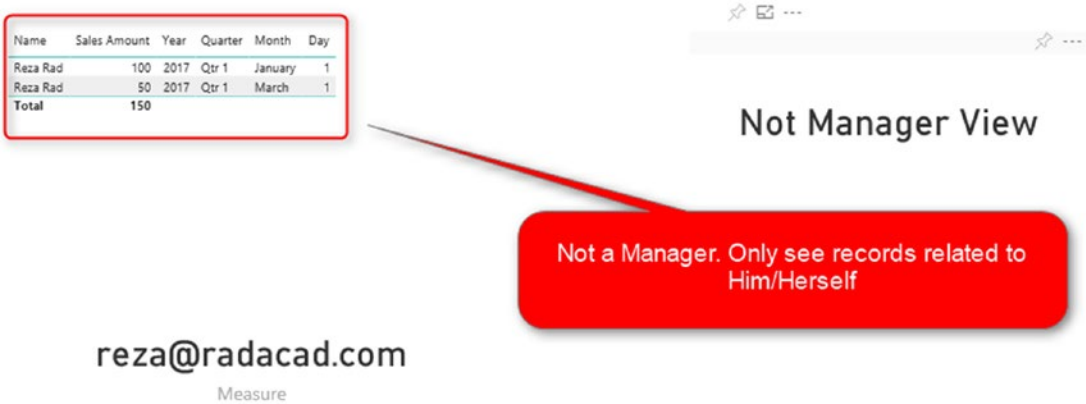 Name Sales Amount Year Quarter Month Day
Reza Rad 100 2017 Qtr 1 January 1
Reza Rad 50 2017 Qtr 1 March 1
Total 150
Not Manager View
Not a Manager. Only see records related to
Him/Herself
reza@radacad.com
Measure